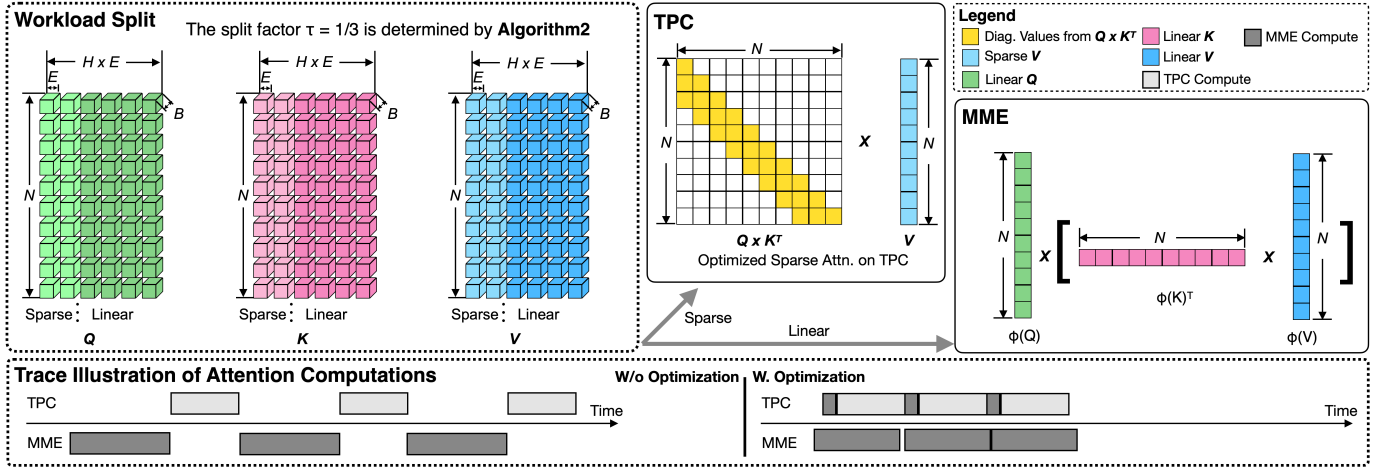 Workload Split
The split factor τ = 1/3 is determined by Algorithm2
H x E
E
N
B
Sparse
Linear
Q
H x E
E
N
B
Sparse
Linear
K
H x E
E
N
B
Sparse
Linear
V
TPC
N
N
X
N
Q x Kᵀ
V
Optimized Sparse Attn. on TPC
Legend
Diag. Values from Q x Kᵀ
Linear K
MME Compute
Sparse V
Linear V
Linear Q
TPC Compute
MME
N
X
[
N
X
N
]
ϕ(K)ᵀ
ϕ(Q)
ϕ(V)
Sparse
Linear
Trace Illustration of Attention Computations
W/o Optimization
W. Optimization
TPC
Time
MME
TPC
Time
MME